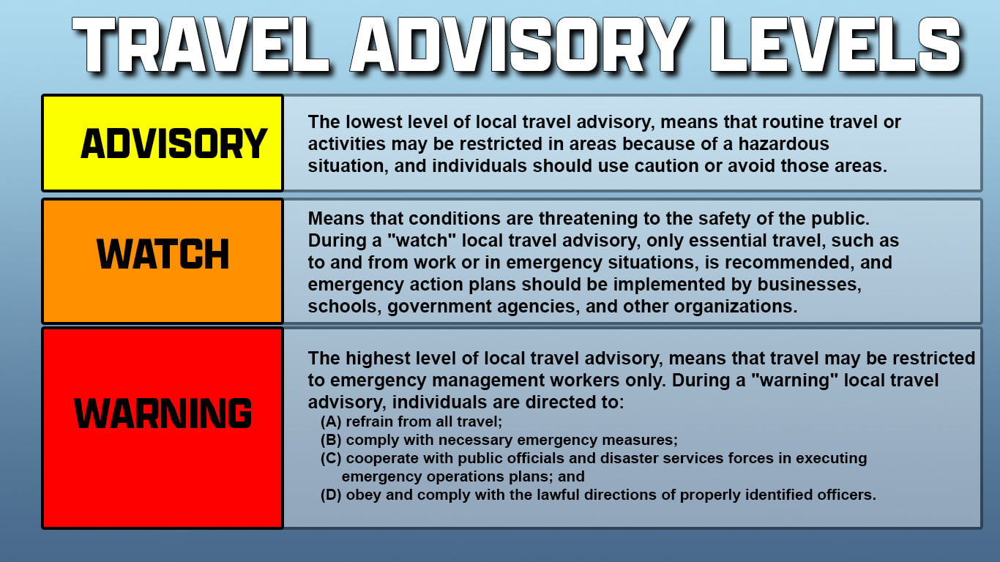 TRAVEL ADVISORY LEVELS
ADVISORY
The lowest level of local travel advisory, means that routine travel or
activities may be restricted in areas because of a hazardous
situation, and individuals should use caution or avoid those areas.
WATCH
Means that conditions are threatening to the safety of the public.
During a "watch" local travel advisory, only essential travel, such as
to and from work or in emergency situations, is recommended, and
emergency action plans should be implemented by businesses,
schools, government agencies, and other organizations.
WARNING
The highest level of local travel advisory, means that travel may be restricted
to emergency management workers only. During a "warning" local travel
advisory, individuals are directed to:
(A) refrain from all travel;
(B) comply with necessary emergency measures;
(C) cooperate with public officials and disaster services forces in executing
emergency operations plans; and
(D) obey and comply with the lawful directions of properly identified officers.